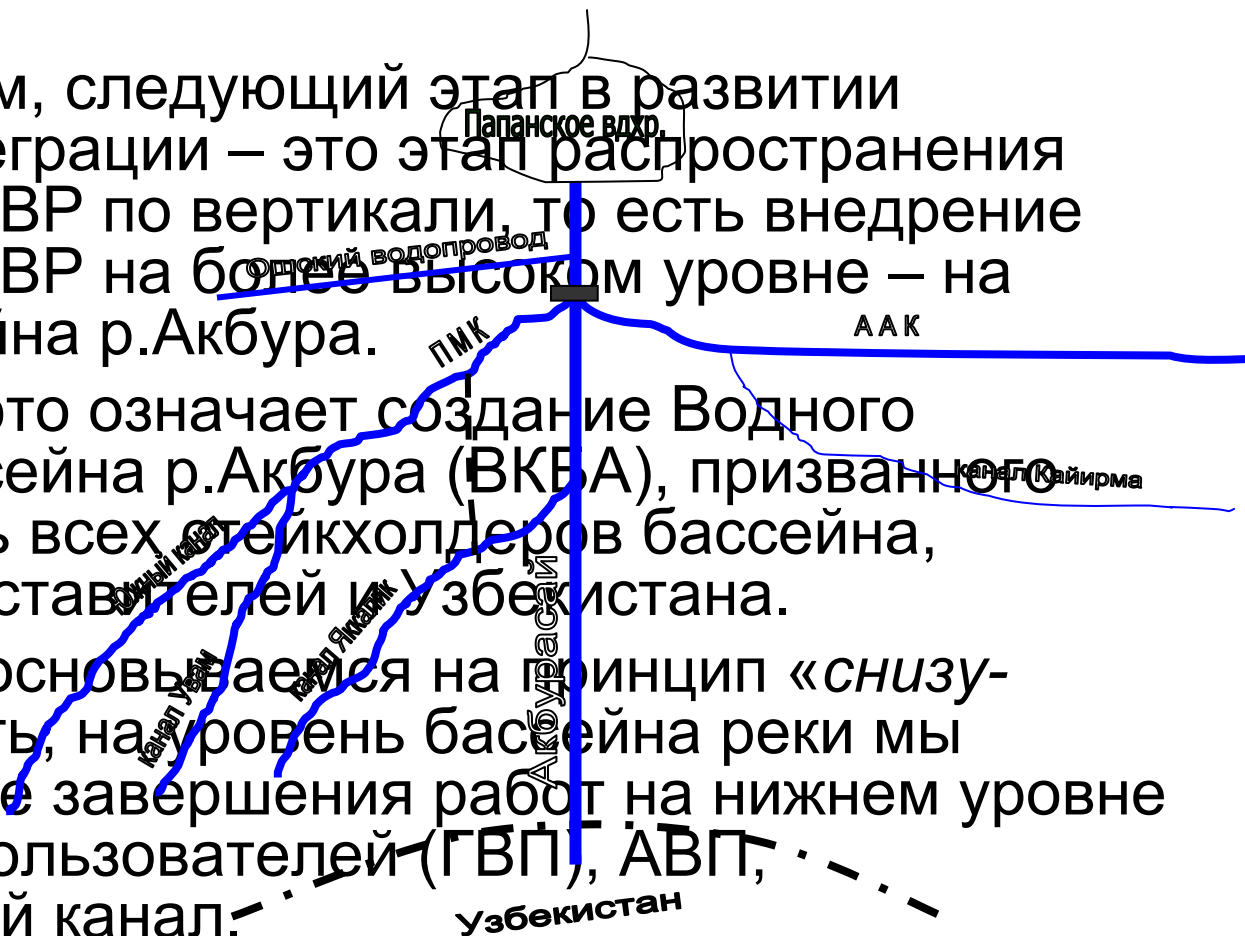 м, следующий этап в развитии
Папанское вдхр.
еграции – это этап распространения
ВР по вертикали, то есть внедрение
Ошский водопровод
ВР на более высоком уровне – на
йна р.Акбура.
ПМК
ААК
это означает создание Водного
сейна р.Акбура (ВКБА), призванного
канал Кайирма
ь всех стейкхолдеров бассейна,
Южный канал
ставителей и Узбекистана.
канал Яккалик
Акбурасай
основываемся на принцип «снизу-
канал Увам
ть, на уровень бассейна реки мы
е завершения работ на нижнем уровне
ользователей (ГВП), АВП,
й канал.
Узбекистан